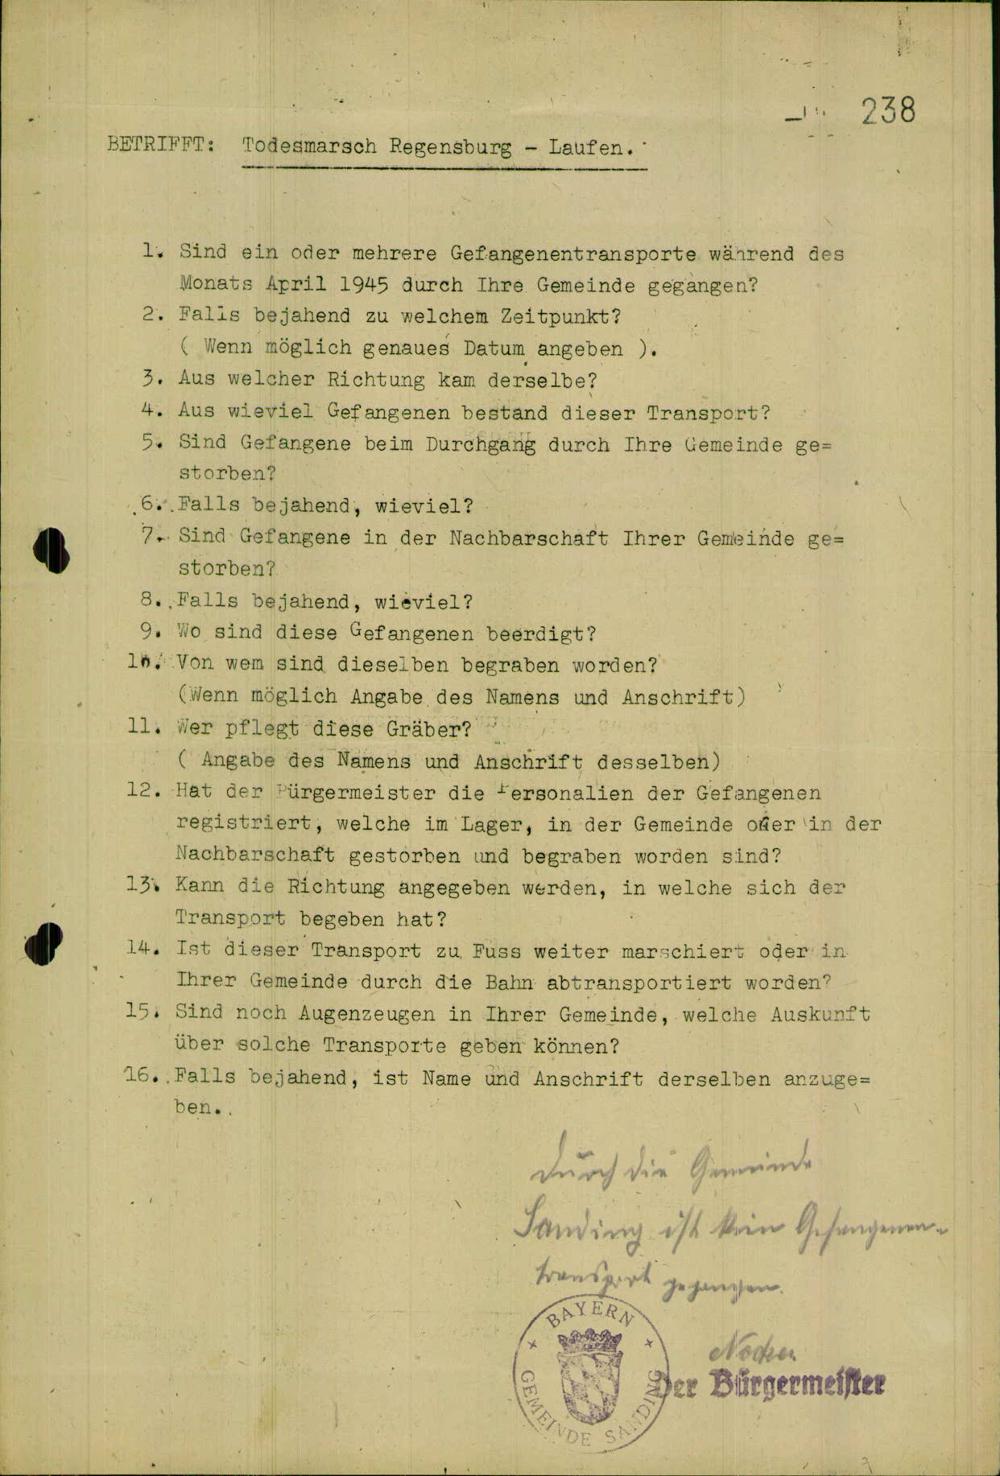 238
BETRIFFT: Todesmarsch Regensburg - Laufen.
1. Sind ein oder mehrere Gefangenentransporte während des
Monats April 1945 durch Ihre Gemeinde gegangen?
2. Falls bejahend zu welchem Zeitpunkt?
( Wenn möglich genaues Datum angeben ).
3. Aus welcher Richtung kam derselbe?
4. Aus wieviel Gefangenen bestand dieser Transport?
5. Sind Gefangene beim Durchgang durch Ihre Gemeinde ge=
storben?
6. Falls bejahend, wieviel?
7. Sind Gefangene in der Nachbarschaft Ihrer Gemeinde ge=
storben?
8. Falls bejahend, wieviel?
9. Wo sind diese Gefangenen beerdigt?
10. Von wem sind dieselben begraben worden?
(Wenn möglich Angabe des Namens und Anschrift)
11. Wer pflegt diese Gräber?
( Angabe des Namens und Anschrift desselben)
12. Hat der Bürgermeister die Personalien der Gefangenen
registriert, welche im Lager, in der Gemeinde oder in der
Nachbarschaft gestorben und begraben worden sind?
13. Kann die Richtung angegeben werden, in welche sich der
Transport begeben hat?
14. Ist dieser Transport zu Fuss weiter marschiert oder in
Ihrer Gemeinde durch die Bahn abtransportiert worden?
15. Sind noch Augenzeugen in Ihrer Gemeinde, welche Auskunft
über solche Transporte geben können?
16. Falls bejahend, ist Name und Anschrift derselben anzuge=
ben.
Durch die Gemeinde
Sanding ist kein Gefangenen-
transport gegangen.
BAYERN
GEMEINDE SANDING
Der Bürgermeister